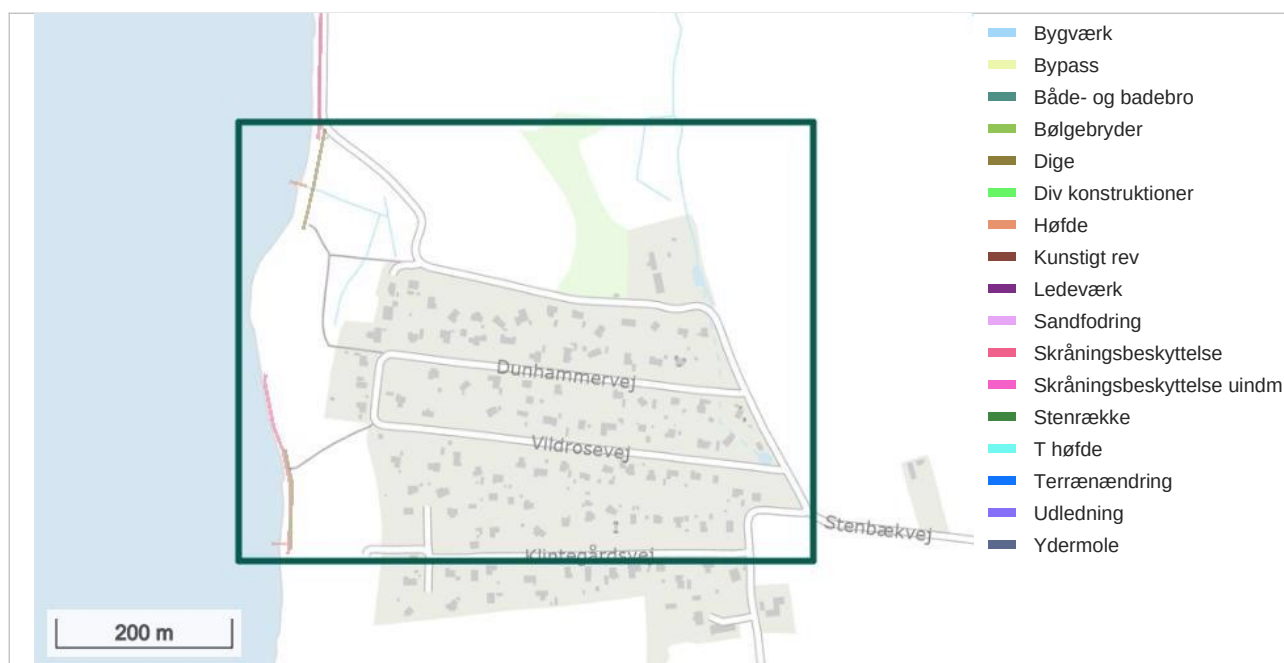 Dunhammervej
Vildrosevej
Klintegårdsvej
Stenbækvej
200 m
Bygværk
Bypass
Både- og badebro
Bølgebryder
Dige
Div konstruktioner
Høfde
Kunstigt rev
Ledeværk
Sandfodring
Skråningsbeskyttelse
Skråningsbeskyttelse uindm
Stenrække
T høfde
Terrænændring
Udledning
Ydermole